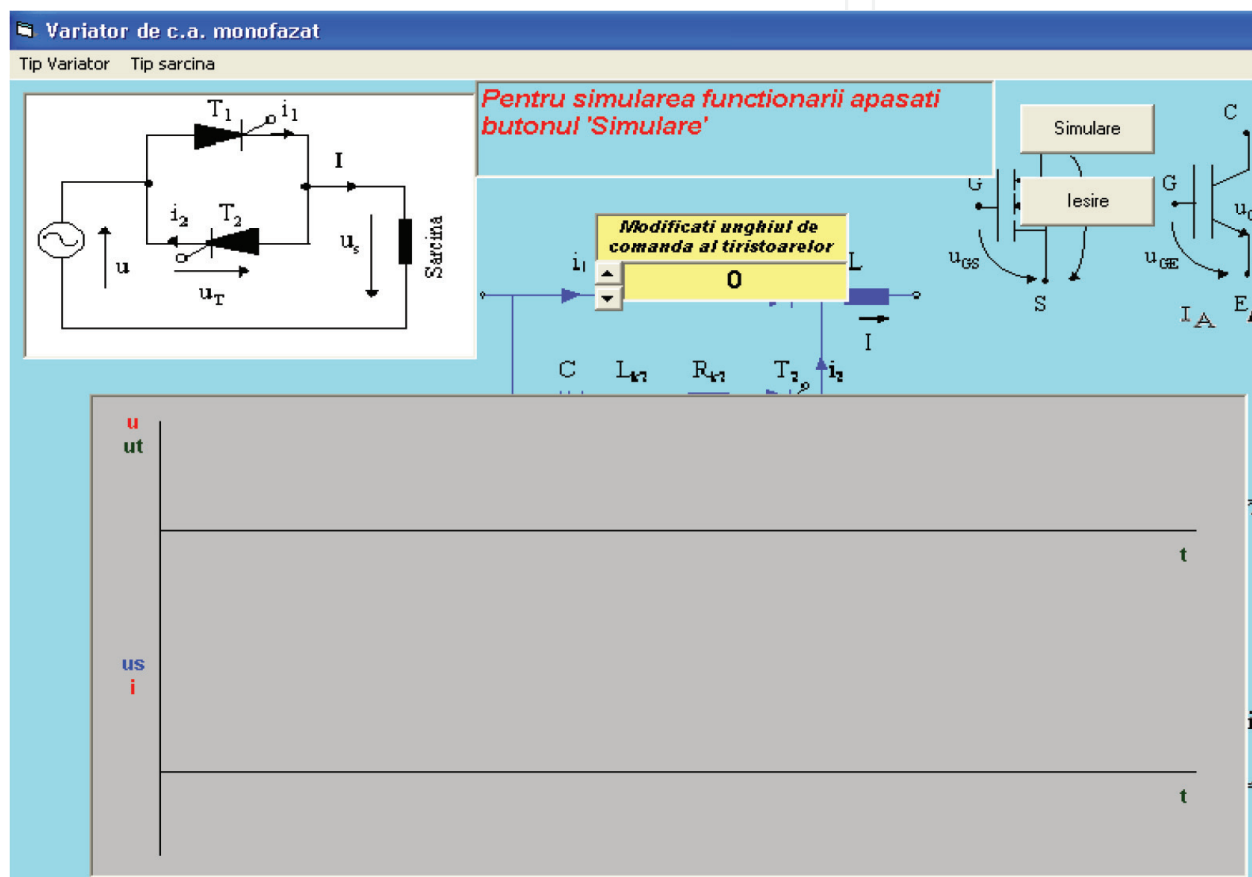 Variator de c.a. monofazat
Tip Variator Tip sarcina
T1 i1
I
i2 T2
u
uT
us
Sarcina
Pentru simularea functionarii apasati
butonul 'Simulare'
Simulare
Iesire
G
uGS
S
C
G
uGE
E
IA
Modificati unghiul de
comanda al tiristoarelor
0
i1
L
I
C
T2 i2
u
ut
t
us
i
t